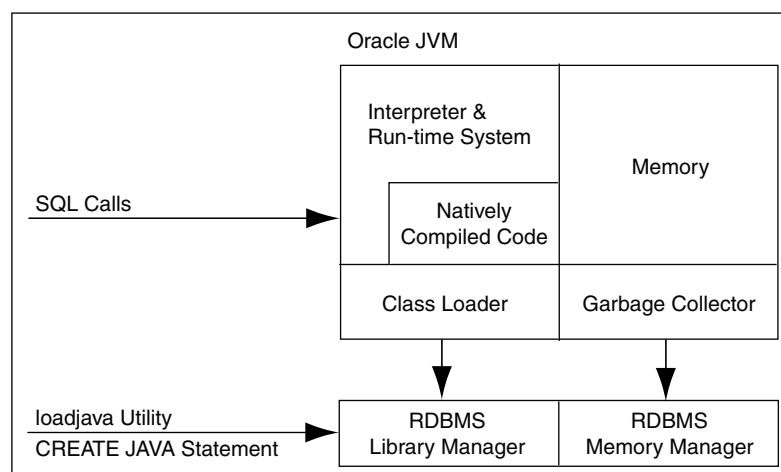 Oracle JVM
Interpreter &
Run-time System
Memory
SQL Calls
Natively
Compiled Code
Class Loader
Garbage Collector
loadjava Utility
CREATE JAVA Statement
RDBMS
Library Manager
RDBMS
Memory Manager